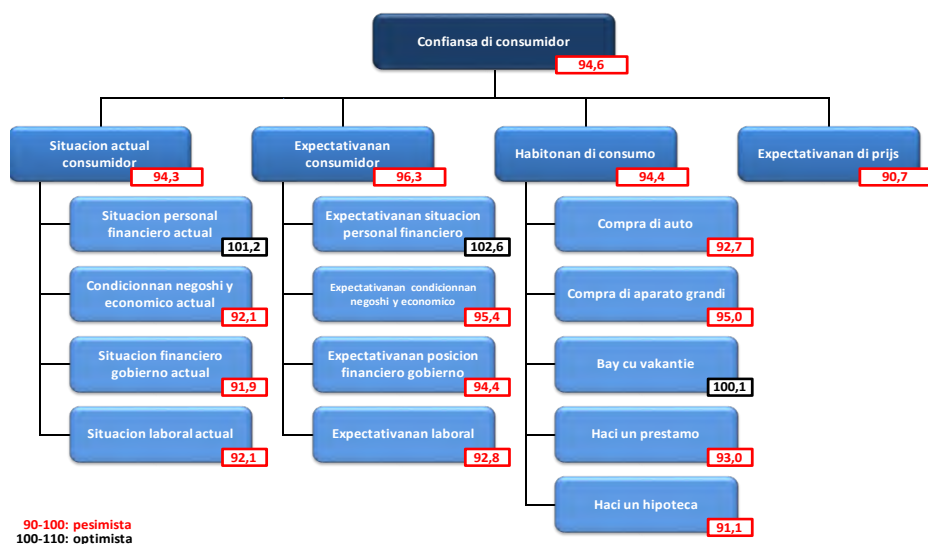 Confiansa di consumidor
94,6
Situacion actual
consumidor
94,3
Situacion personal
financiero actual
101,2
Condicionnan negoshi y
economico actual
92,1
Situacion financiero
gobierno actual
91,9
Situacion laboral actual
92,1
Expectativanan
consumidor
96,3
Expectativanan situacion
personal financiero
102,6
Expectativanan condicionnan
negoshi y economico
95,4
Expectativanan posicion
financiero gobierno
94,4
Expectativanan laboral
92,8
Habitonan di consumo
94,4
Compra di auto
92,7
Compra di aparato grandi
95,0
Bay cu vakantie
100,1
Haci un prestamo
93,0
Haci un hipoteca
91,1
Expectativanan di prijs
90,7
90-100: pesimista
100-110: optimista